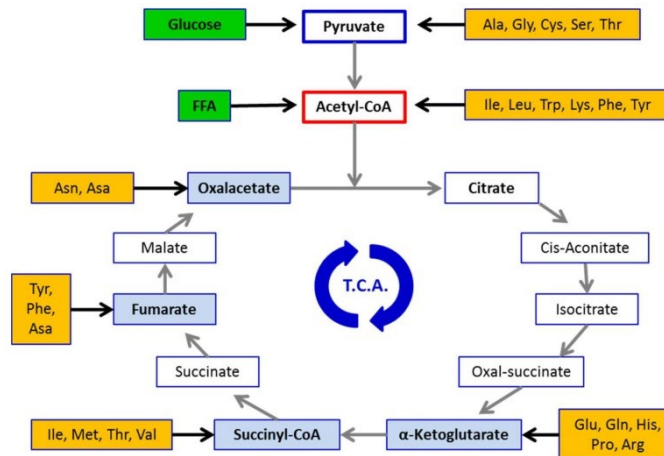 Glucose
Pyruvate
Ala, Gly, Cys, Ser, Thr
FFA
Acetyl-CoA
Ile, Leu, Trp, Lys, Phe, Tyr
Asn, Asa
Oxalacetate
Citrate
Malate
Cis-Aconitate
Tyr,
Phe,
Asa
Fumarate
T.C.A.
Isocitrate
Succinate
Oxal-succinate
Ile, Met, Thr, Val
Succinyl-CoA
α-Ketoglutarate
Glu, Gln, His,
Pro, Arg